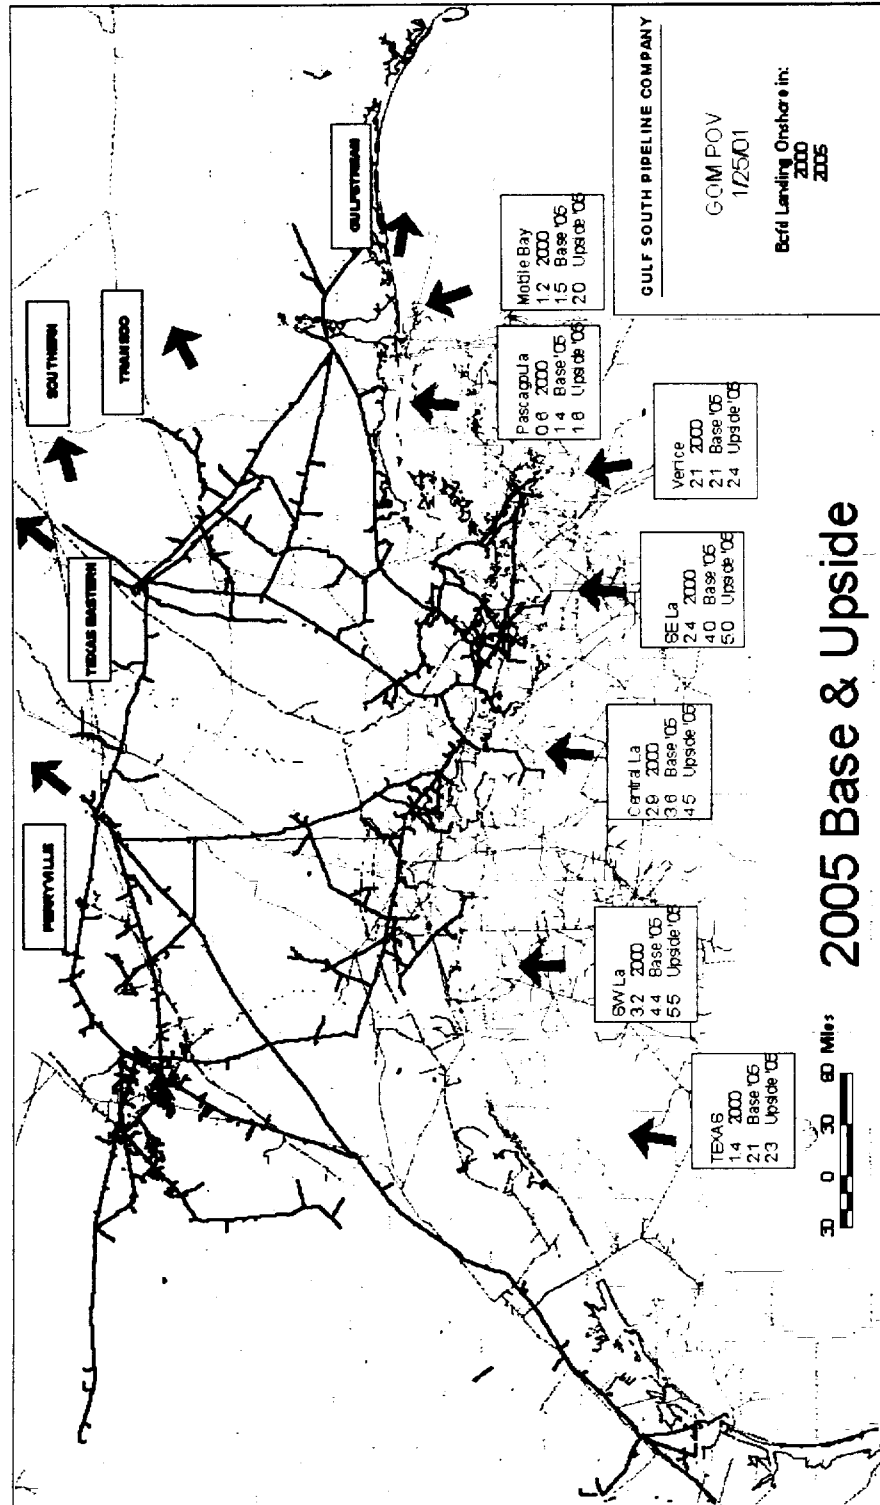 PERRYVILLE
TEXAS EASTERN
SOUTHERN
TRANSCO
GULFSTREAM
TEXAS
1.4 2000
2.1 Base '05
2.3 Upside '05
SW La
3.2 2000
4.4 Base '05
5.5 Upside '05
Central La
2.9 2000
3.6 Base '05
4.5 Upside '05
SE La
2.4 2000
4.0 Base '05
5.0 Upside '05
Venice
2.1 2000
2.1 Base '05
2.4 Upside '05
Pascagoula
0.6 2000
1.4 Base '05
1.8 Upside '05
Mobile Bay
1.2 2000
1.5 Base '05
2.0 Upside '05
GULF SOUTH PIPELINE COMPANY
GOM POV
1/25/01
Bcfd Landing Onshore in:
2000
2005
30 0 30 60 Miles
2005 Base & Upside